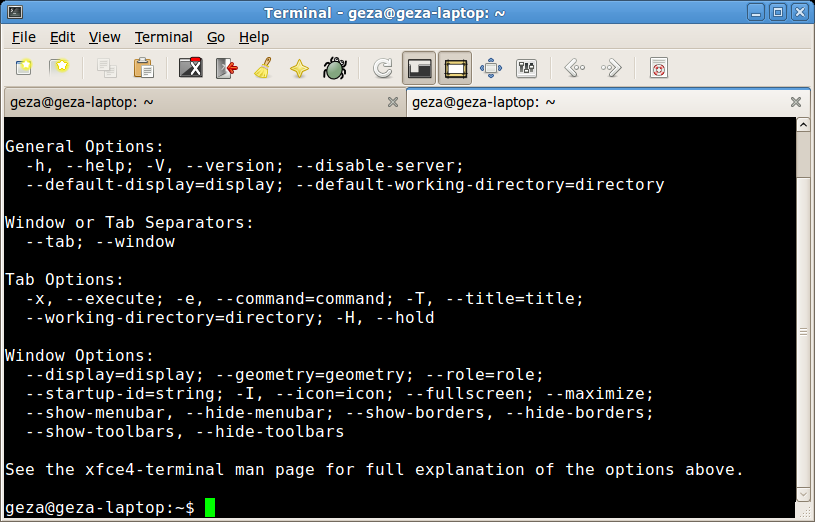 Terminal - geza@geza-laptop: ~
File Edit View Terminal Go Help
geza@geza-laptop: ~ geza@geza-laptop: ~
General Options:
-h, --help; -V, --version; --disable-server;
--default-display=display; --default-working-directory=directory
Window or Tab Separators:
--tab; --window
Tab Options:
-x, --execute; -e, --command=command; -T, --title=title;
--working-directory=directory; -H, --hold
Window Options:
--display=display; --geometry=geometry; --role=role;
--startup-id=string; -I, --icon=icon; --fullscreen; --maximize;
--show-menubar, --hide-menubar; --show-borders, --hide-borders;
--show-toolbars, --hide-toolbars
See the xfce4-terminal man page for full explanation of the options above.
geza@geza-laptop:~$